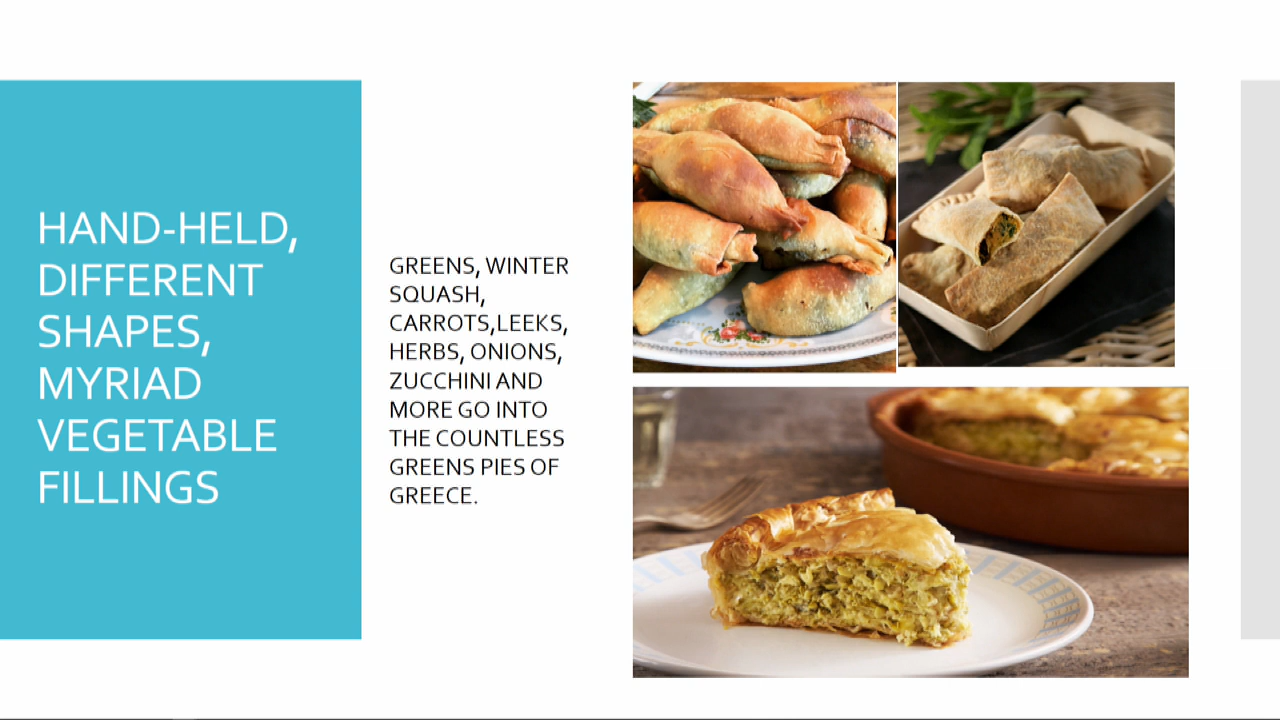 HAND-HELD,
DIFFERENT
SHAPES,
MYRIAD
VEGETABLE
FILLINGS
GREENS, WINTER
SQUASH,
CARROTS,LEEKS,
HERBS, ONIONS,
ZUCCHINI AND
MORE GO INTO
THE COUNTLESS
GREENS PIES OF
GREECE.